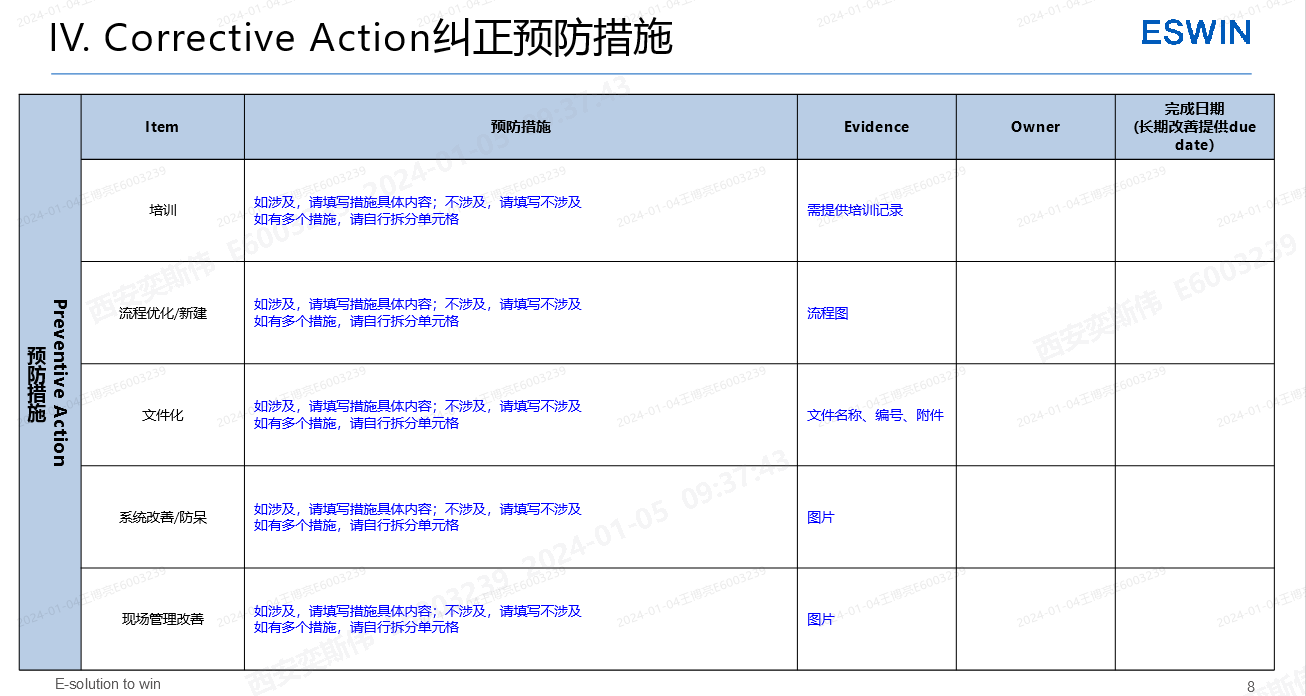 IV. Corrective Action纠正预防措施
ESWIN
Item
预防措施
Evidence
Owner
完成日期
(长期改善提供due
date)
Preventive Action
预防措施
培训
如涉及，请填写措施具体内容；不涉及，请填写不涉及
如有多个措施，请自行拆分单元格
需提供培训记录
流程优化/新建
如涉及，请填写措施具体内容；不涉及，请填写不涉及
如有多个措施，请自行拆分单元格
流程图
文件化
如涉及，请填写措施具体内容；不涉及，请填写不涉及
如有多个措施，请自行拆分单元格
文件名称、编号、附件
系统改善/防呆
如涉及，请填写措施具体内容；不涉及，请填写不涉及
如有多个措施，请自行拆分单元格
图片
现场管理改善
如涉及，请填写措施具体内容；不涉及，请填写不涉及
如有多个措施，请自行拆分单元格
图片
E-solution to win
8
西安奕斯伟 E6003239 2024-01-05 09:37:43
2024-01-04王博亮E6003239